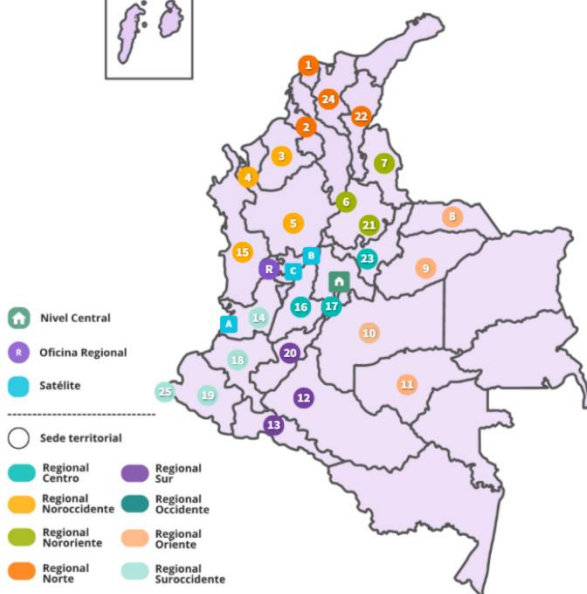 1
24
22
2
3
7
4
6
8
5
21
15
23
B
R
C
9
16
17
14
A
10
20
18
11
25
19
12
13
Nivel Central
R
Oficina Regional
Satélite
Sede territorial
Regional
Centro
Regional
Sur
Regional
Noroccidente
Regional
Occidente
Regional
Nororiente
Regional
Oriente
Regional
Norte
Regional
Suroccidente